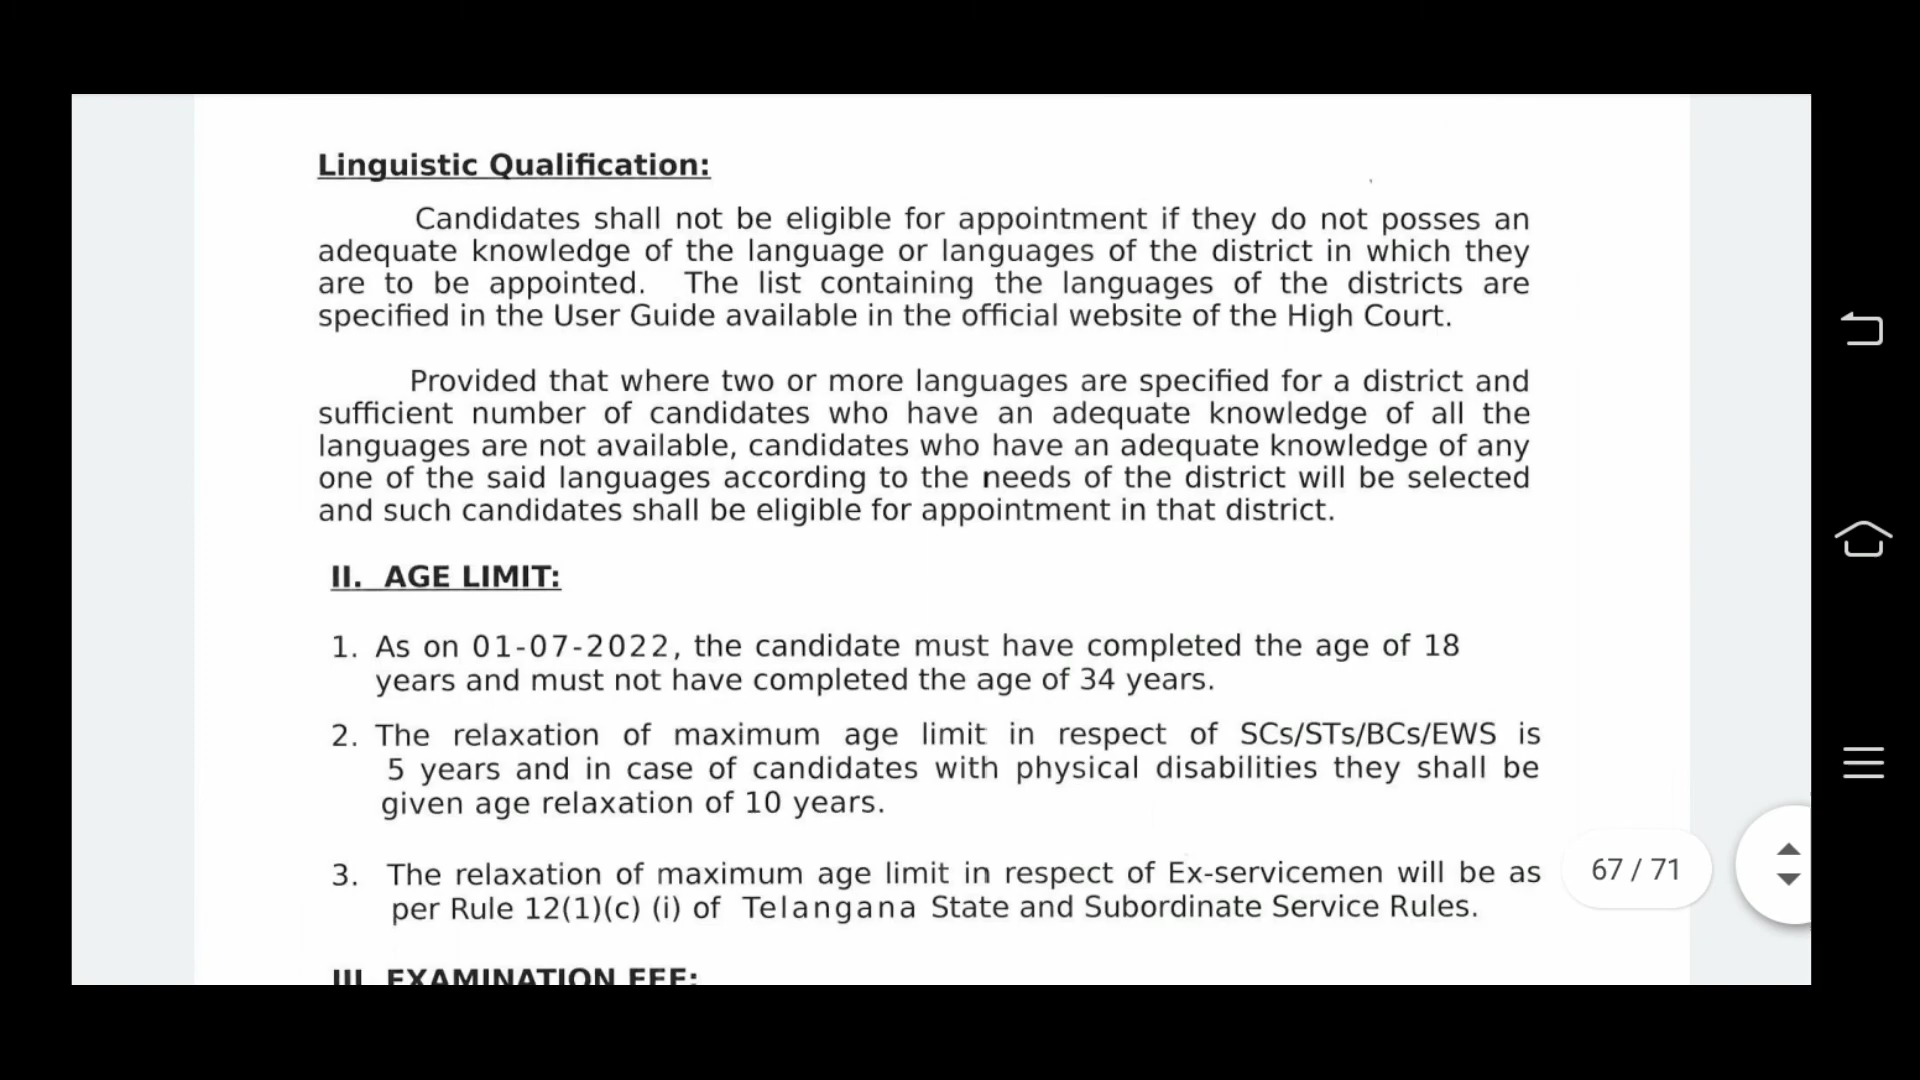 Linguistic Qualification:
Candidates shall not be eligible for appointment if they do not posses an
adequate knowledge of the language or languages of the district in which they
are to be appointed. The list containing the languages of the districts are
specified in the User Guide available in the official website of the High Court.
Provided that where two or more languages are specified for a district and
sufficient number of candidates who have an adequate knowledge of all the
languages are not available, candidates who have an adequate knowledge of any
one of the said languages according to the needs of the district will be selected
and such candidates shall be eligible for appointment in that district.
II. AGE LIMIT:
1. As on 01-07-2022, the candidate must have completed the age of 18
years and must not have completed the age of 34 years.
2. The relaxation of maximum age limit in respect of SCs/STs/BCs/EWS is
5 years and in case of candidates with physical disabilities they shall be
given age relaxation of 10 years.
3. The relaxation of maximum age limit in respect of Ex-servicemen will be as
per Rule 12(1)(c) (i) of Telangana State and Subordinate Service Rules.
67 / 71
III. EXAMINATION FEE: